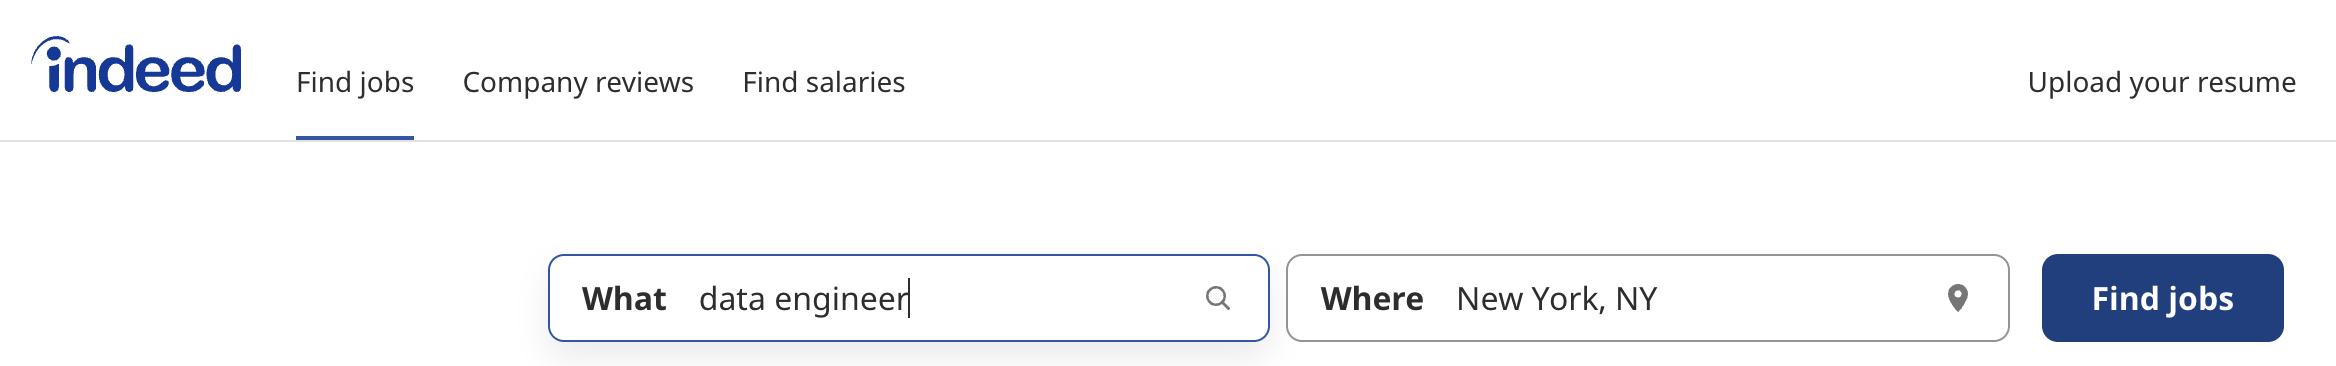 indeed
Find jobs
Company reviews
Find salaries
Upload your resume
What data engineer
Where New York, NY
Find jobs